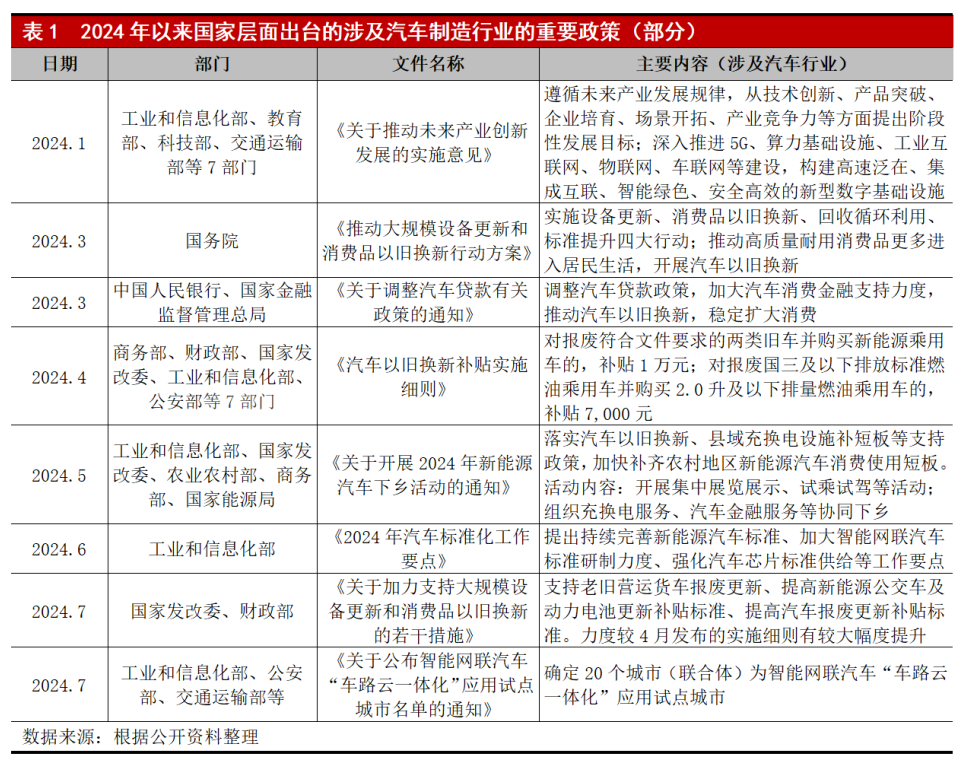 表 1 2024 年以来国家层面出台的涉及汽车制造行业的重要政策（部分）
日期 部门 文件名称 主要内容（涉及汽车行业）
2024.1
工业和信息化部、教育
部、科技部、交通运输
部等 7 部门
《关于推动未来产业创新
发展的实施意见》
遵循未来产业发展规律，从技术创新、产品突破、
企业培育、场景开拓、产业竞争力等方面提出阶段
性发展目标；深入推进 5G、算力基础设施、工业互
联网、物联网、车联网等建设，构建高速泛在、集
成互联、智能绿色、安全高效的新型数字基础设施
2024.3
国务院
《推动大规模设备更新和
消费品以旧换新行动方案》
实施设备更新、消费品以旧换新、回收循环利用、
标准提升四大行动；推动高质量耐用消费品更多进
入居民生活，开展汽车以旧换新
2024.3
中国人民银行、国家金融
监督管理总局
《关于调整汽车贷款有关
政策的通知》
调整汽车贷款政策，加大汽车消费金融支持力度，
推动汽车以旧换新，稳定扩大消费
2024.4
商务部、财政部、国家发
改委、工业和信息化部、
公安部等 7 部门
《汽车以旧换新补贴实施
细则》
对报废符合文件要求的两类旧车并购买新能源乘用
车的，补贴 1 万元；对报废国三及以下排放标准燃
油乘用车并购买 2.0 升及以下排量燃油乘用车的，
补贴 7,000 元
2024.5
工业和信息化部、国家发
改委、农业农村部、商务
部、国家能源局
《关于开展 2024 年新能源
汽车下乡活动的通知》
落实汽车以旧换新、县域充换电设施补短板等支持
政策，加快补齐农村地区新能源汽车消费使用短板。
活动内容：开展集中展览展示、试乘试驾等活动；
组织充换电服务、汽车金融服务等协同下乡
2024.6
工业和信息化部
《2024 年汽车标准化工作
要点》
提出持续完善新能源汽车标准、加大智能网联汽车
标准研制力度、强化汽车芯片标准供给等工作要点
2024.7
国家发改委、财政部
《关于加力支持大规模设
备更新和消费品以旧换新
的若干措施》
支持老旧营运货车报废更新、提高新能源公交车及
动力电池更新补贴标准、提高汽车报废更新补贴标
准。力度较 4 月发布的实施细则有较大幅度提升
2024.7
工业和信息化部、公安
部、交通运输部等
《关于公布智能网联汽车
“车路云一体化”应用试点
城市名单的通知》
确定 20 个城市（联合体）为智能网联汽车“车路云
一体化”应用试点城市
数据来源：根据公开资料整理